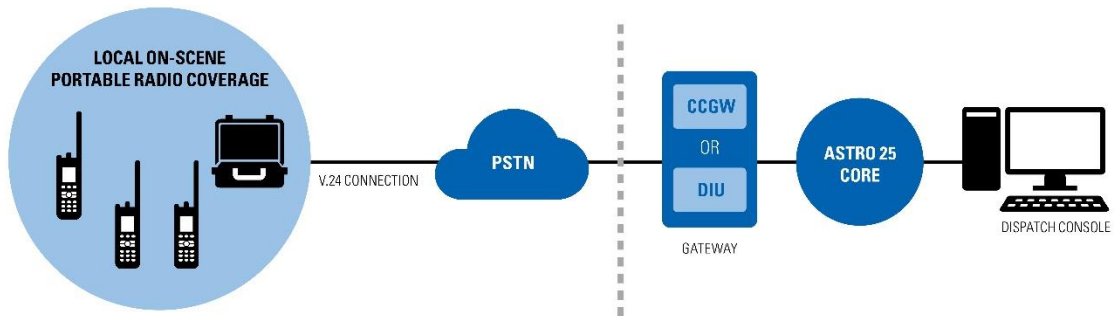 LOCAL ON-SCENE
PORTABLE RADIO COVERAGE
V.24 CONNECTION
PSTN
CCGW
OR
DIU
GATEWAY
ASTRO 25
CORE
DISPATCH CONSOLE